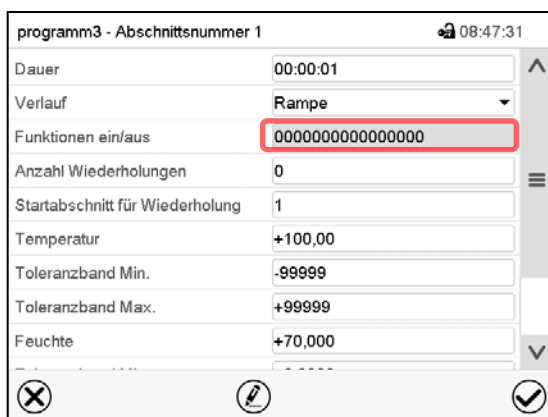 programm3 - Abschnittsnummer 1 08:47:31
Dauer 00:00:01
Verlauf Rampe
Funktionen ein/aus 0000000000000000
Anzahl Wiederholungen 0
Startabschnitt für Wiederholung 1
Temperatur +100,00
Toleranzband Min. -99999
Toleranzband Max. +99999
Feuchte +70,000